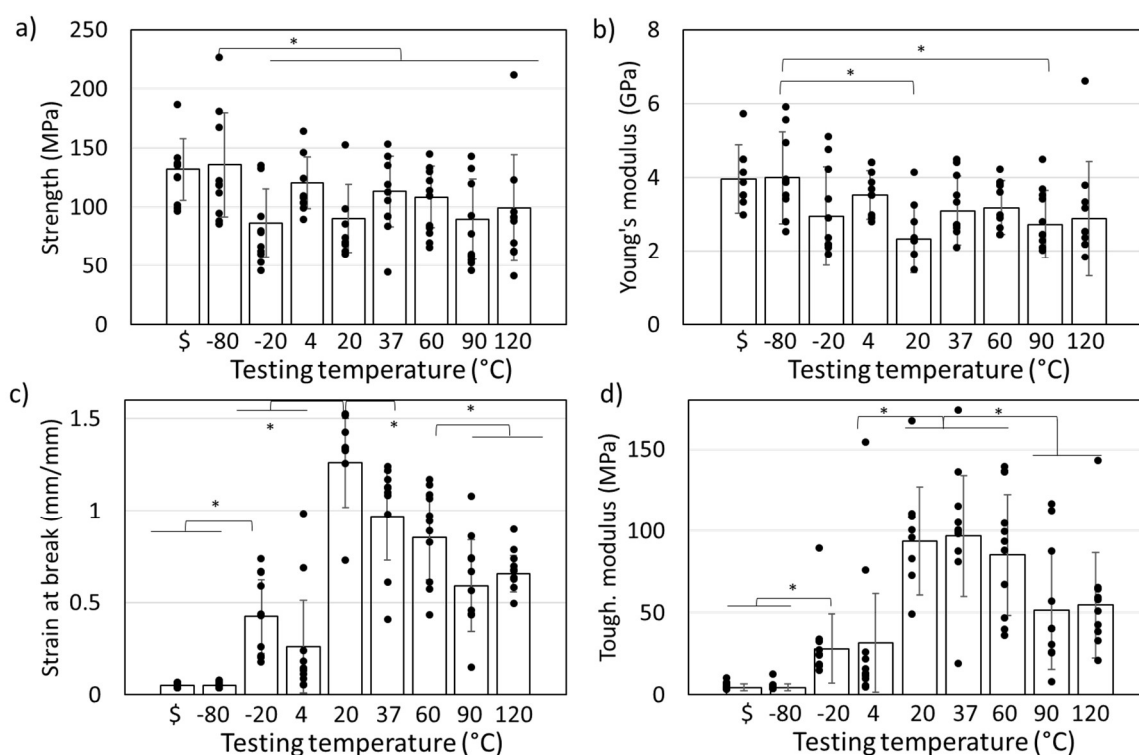 a)
Strength (MPa)
250
200
150
100
50
0
*
$ -80 -20 4 20 37 60 90 120
Testing temperature (°C)
b)
Young's modulus (GPa)
8
6
4
2
0
*
*
$ -80 -20 4 20 37 60 90 120
Testing temperature (°C)
c)
Strain at break (mm/mm)
1.5
1
0.5
0
*
*
*
*
$ -80 -20 4 20 37 60 90 120
Testing temperature (°C)
d)
Tough. modulus (MPa)
150
100
50
0
*
*
*
$ -80 -20 4 20 37 60 90 120
Testing temperature (°C)